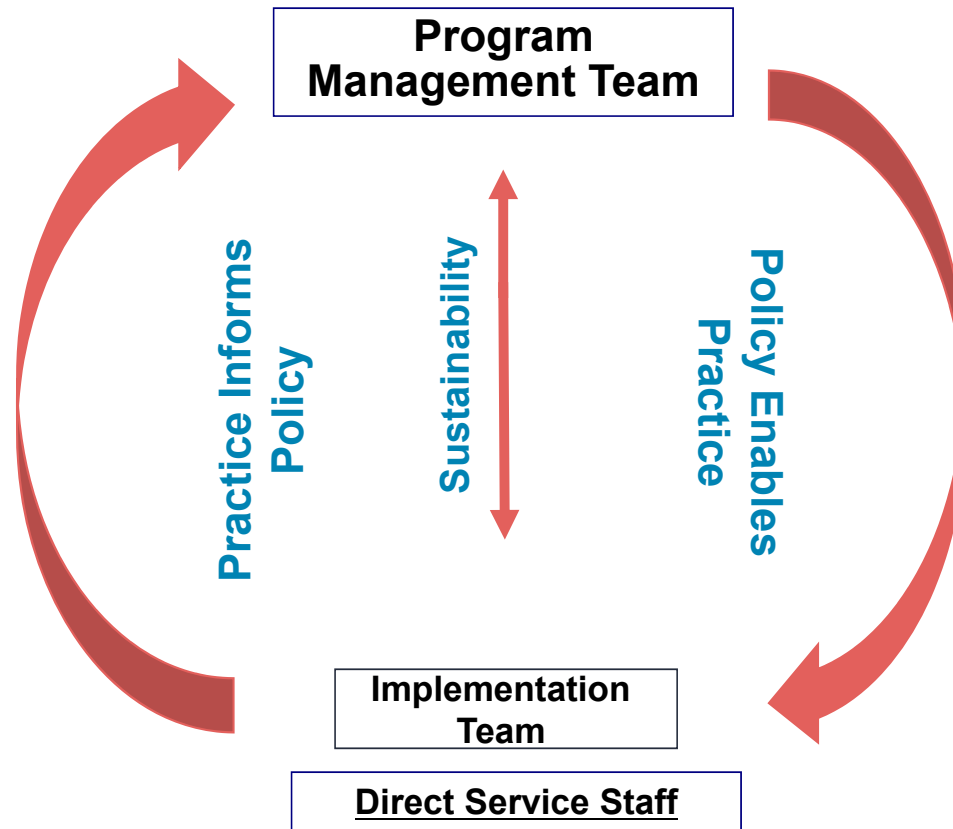 Program
Management Team
Practice Informs
Policy
Sustainability
Policy Enables
Practice
Implementation
Team
Direct Service Staff